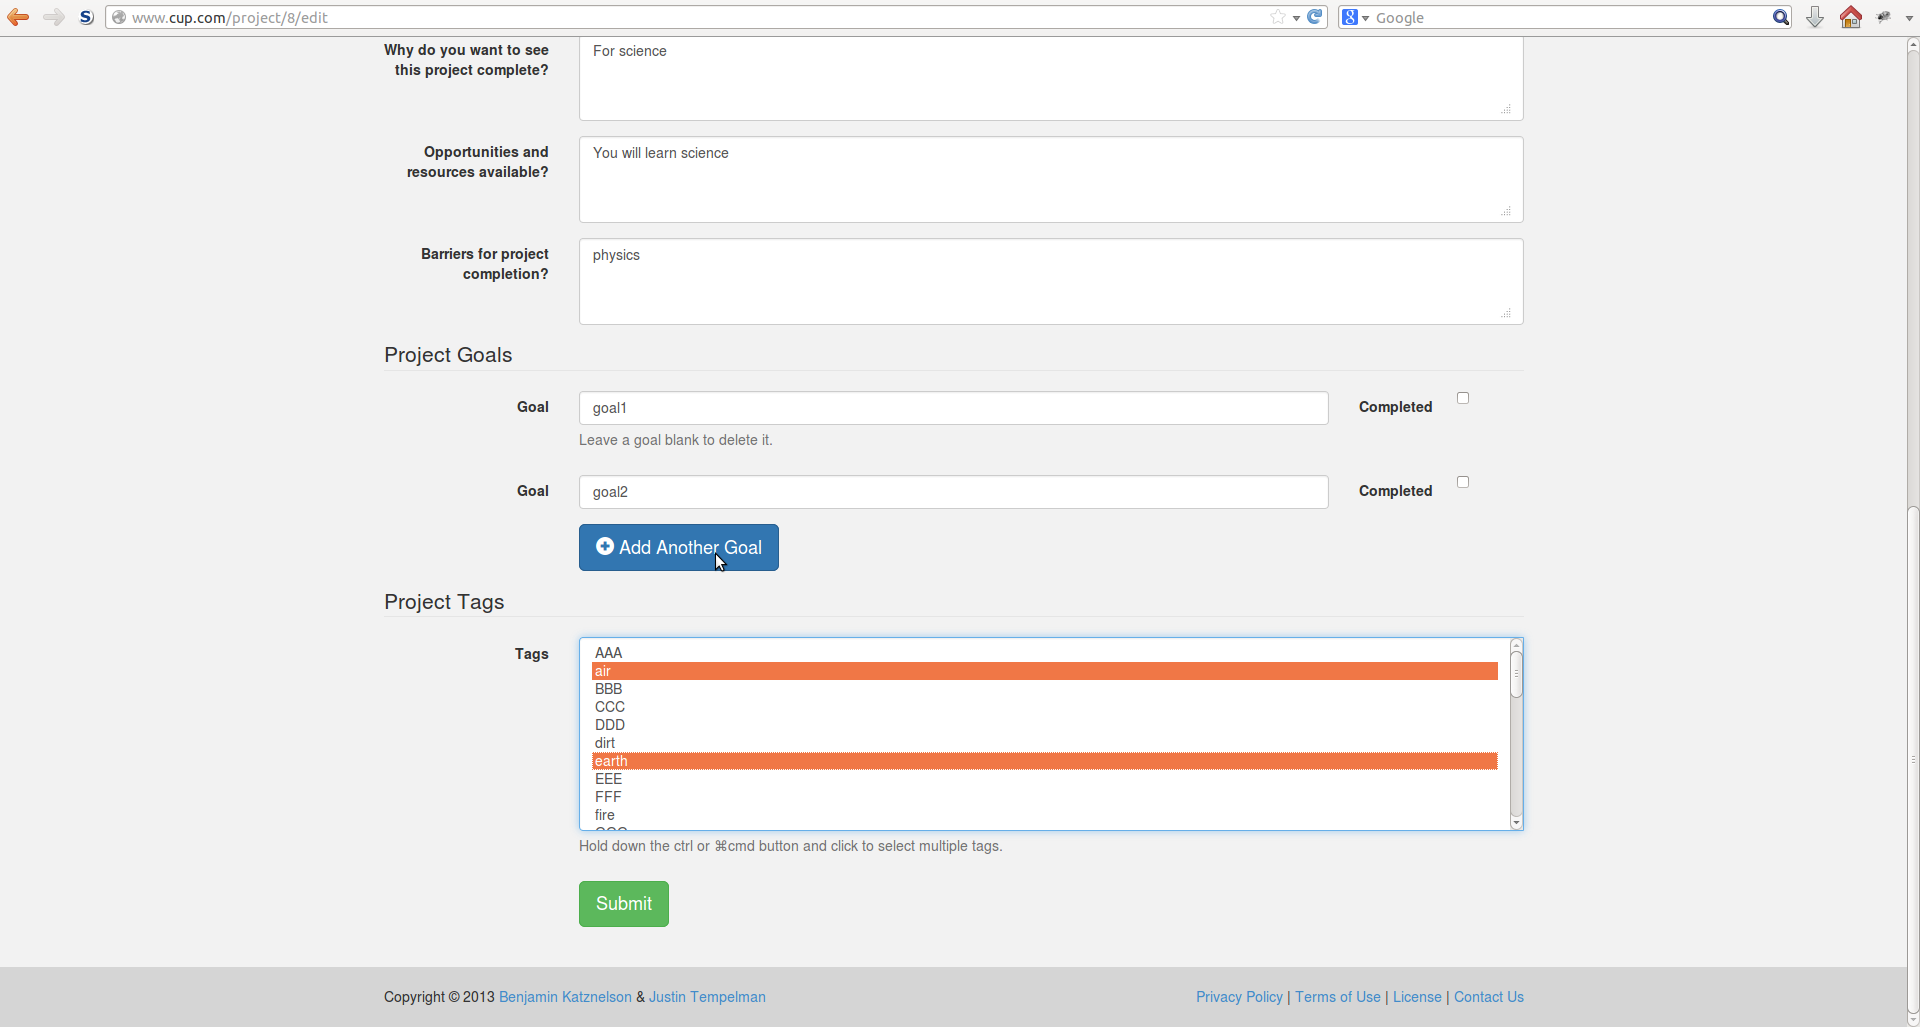 www.cup.com/project/8/edit
Google
Why do you want to see
this project complete?
For science
Opportunities and
resources available?
You will learn science
Barriers for project
completion?
physics
Project Goals
Goal
goal1
Completed
Leave a goal blank to delete it.
Goal
goal2
Completed
Add Another Goal
Project Tags
Tags
AAA
air
BBB
CCC
DDD
dirt
earth
EEE
FFF
fire
Hold down the ctrl or ⌘cmd button and click to select multiple tags.
Submit
Copyright © 2013 Benjamin Katznelson & Justin Tempelman
Privacy Policy | Terms of Use | License | Contact Us